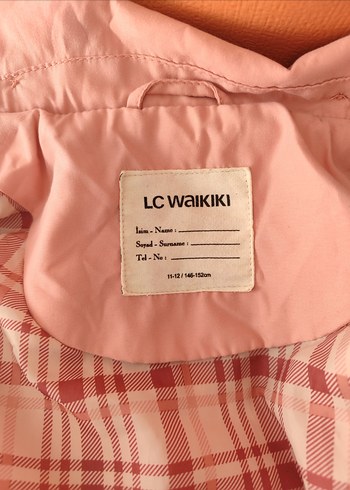 LC WAIKIKI
İsim - Name :
Soyad - Surname :
Tel - No :
11-12 / 146-152cm